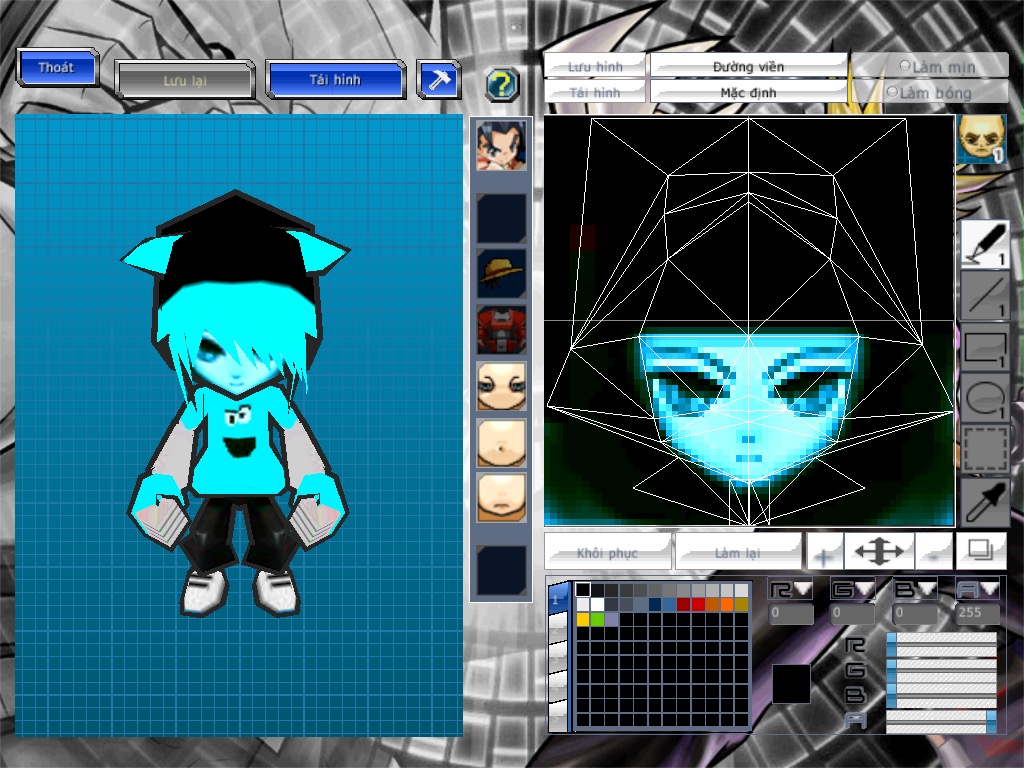 Thoát
Lưu lại
Tải hình
?
Lưu hình
Đường viền
Làm mịn
Tải hình
Mặc định
Làm bóng
1
1
1
1
1
Khôi phục
Làm lại
+
-
1
R
G
B
A
0
0
0
255
R
G
B
A